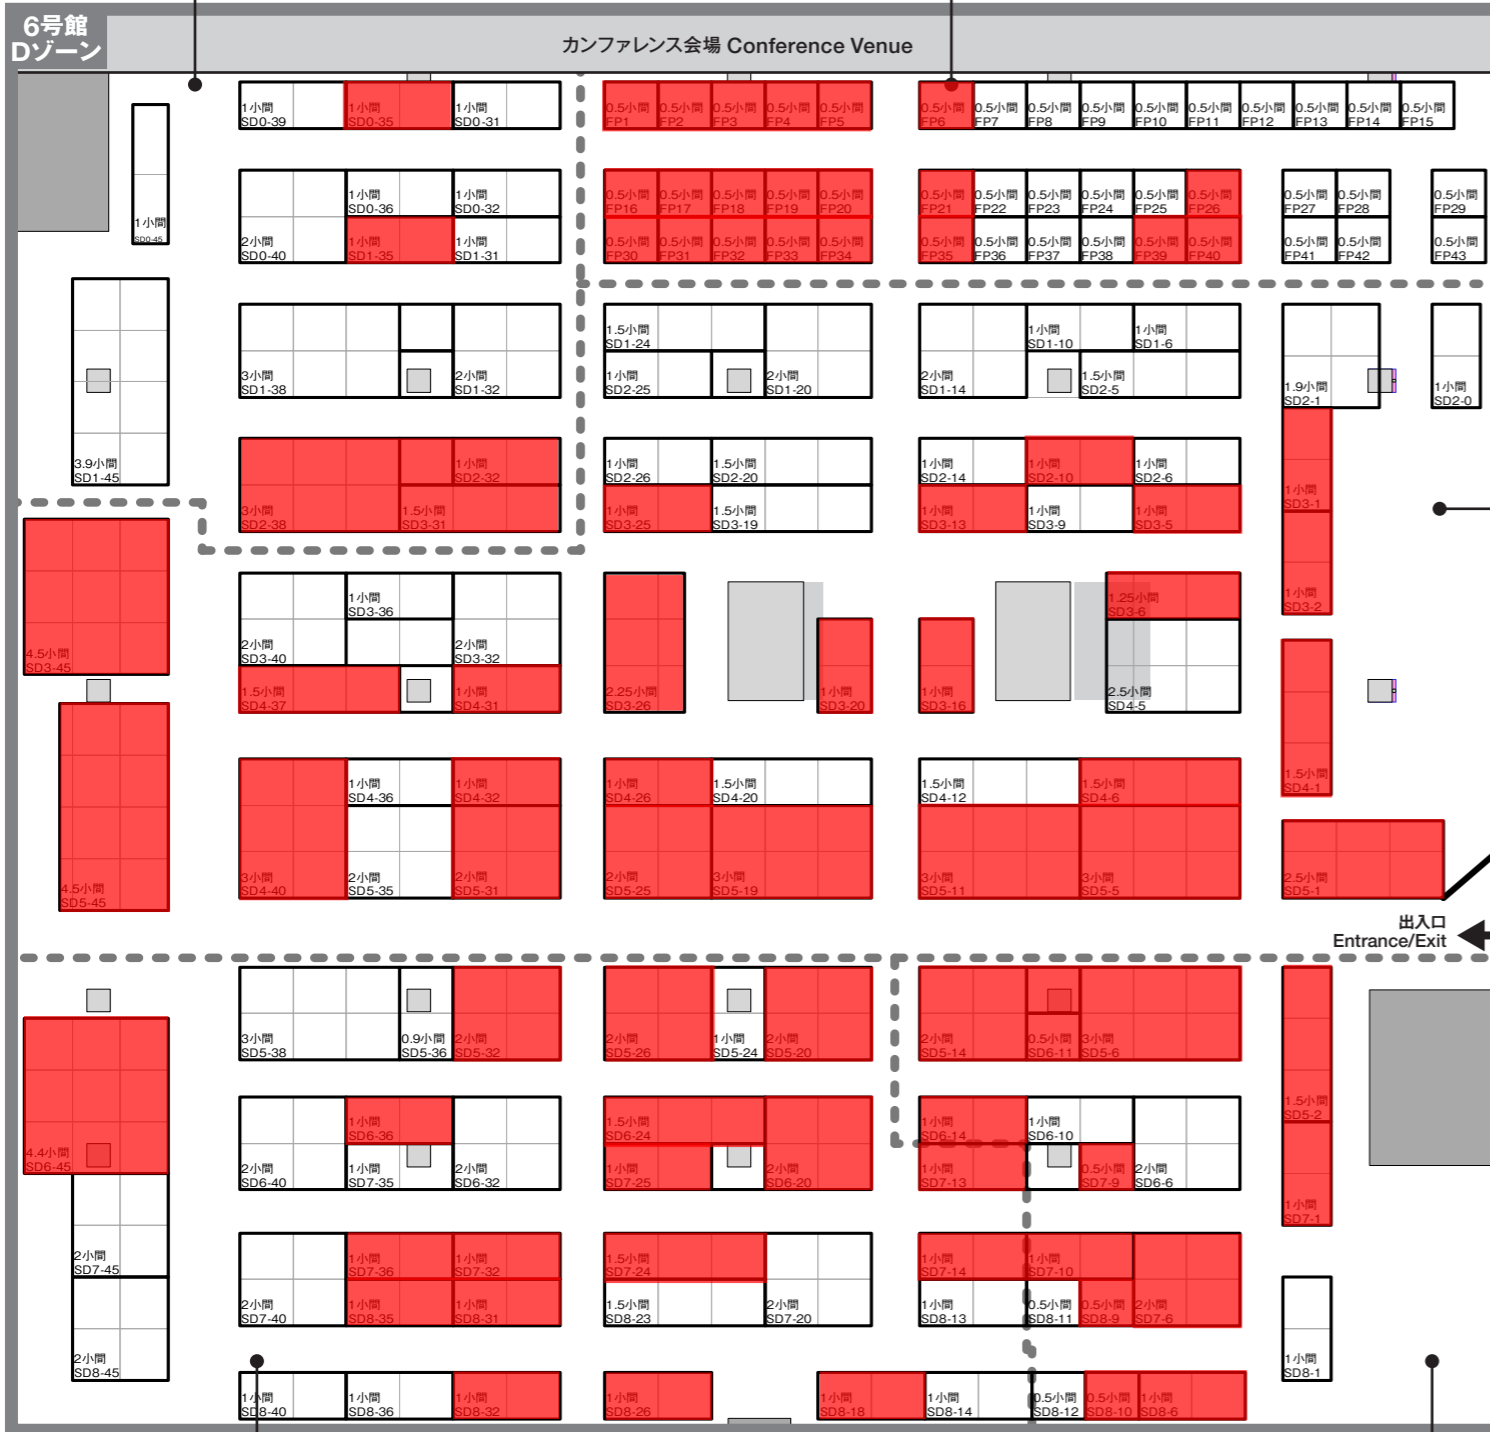 6号館
Dゾーン
カンファレンス会場 Conference Venue
1小間 1小間 1小間
SD0-39 SD0-35 SD0-31
0.5小間 0.5小間 0.5小間 0.5小間 0.5小間
FP1 FP2 FP3 FP4 FP5
0.5小間 0.5小間 0.5小間 0.5小間 0.5小間 0.5小間 0.5小間 0.5小間 0.5小間 0.5小間
FP6 FP7 FP8 FP9 FP10 FP11 FP12 FP13 FP14 FP15
1小間
SD0-45
1小間 1小間
SD0-36 SD0-32
2小間 1小間 1小間
SD0-40 SD1-35 SD1-31
0.5小間 0.5小間 0.5小間 0.5小間 0.5小間
FP16 FP17 FP18 FP19 FP20
0.5小間 0.5小間 0.5小間 0.5小間 0.5小間
FP30 FP31 FP32 FP33 FP34
0.5小間 0.5小間 0.5小間 0.5小間 0.5小間 0.5小間
FP21 FP22 FP23 FP24 FP25 FP26
0.5小間 0.5小間 0.5小間 0.5小間 0.5小間 0.5小間
FP35 FP36 FP37 FP38 FP39 FP40
0.5小間 0.5小間 0.5小間
FP27 FP28 FP29
0.5小間 0.5小間 0.5小間
FP41 FP42 FP43
3.9小間
SD1-45
3小間 2小間
SD1-38 SD1-32
1.5小間
SD1-24
1小間 2小間
SD2-25 SD1-20
1小間 1小間
SD1-10 SD1-6
2小間 1.5小間
SD1-14 SD2-5
1.9小間 1小間
SD2-1 SD2-0
1小間
SD2-32
3小間 1.5小間
SD2-38 SD3-31
1小間 1.5小間
SD2-26 SD2-20
1小間 1.5小間
SD3-25 SD3-19
1小間 1小間 1小間
SD2-14 SD2-10 SD2-6
1小間 1小間 1小間
SD3-13 SD3-9 SD3-5
1小間
SD3-1
1小間
SD3-2
4.5小間
SD3-45
1小間
SD3-36
2小間 2小間
SD3-40 SD3-32
1.5小間 1小間
SD4-37 SD4-31
2.25小間 1小間
SD3-26 SD3-20
1小間
SD3-16
1.25小間
SD3-6
2.5小間
SD4-5
1.5小間
SD4-1
4.5小間
SD5-45
1小間 1小間
SD4-36 SD4-32
3小間 2小間 2小間
SD4-40 SD5-35 SD5-31
1小間 1.5小間
SD4-26 SD4-20
2小間 3小間
SD5-25 SD5-19
1.5小間 1.5小間
SD4-12 SD4-6
3小間 3小間
SD5-11 SD5-5
2.5小間
SD5-1
出入口
Entrance/Exit
3小間 0.9小間 2小間
SD5-38 SD5-36 SD5-32
2小間 1小間 2小間
SD5-26 SD5-24 SD5-20
2小間 0.5小間 3小間
SD5-14 SD6-11 SD5-6
1.5小間
SD5-2
1小間
SD7-1
4.4小間
SD6-45
1小間
SD6-36
2小間 1小間 2小間
SD6-40 SD7-35 SD6-32
1.5小間
SD6-24
1小間 2小間
SD7-25 SD6-20
1小間 1小間
SD6-14 SD6-10
1小間 0.5小間 2小間
SD7-13 SD7-9 SD6-6
2小間
SD7-45
2小間
SD8-45
1小間 1小間
SD7-36 SD7-32
2小間 1小間 1小間
SD7-40 SD8-35 SD8-31
1.5小間
SD7-24
1.5小間 2小間
SD8-23 SD7-20
1小間 1小間
SD7-14 SD7-10
1小間 0.5小間 0.5小間 2小間
SD8-13 SD8-11 SD8-9 SD7-6
1小間
SD8-1
1小間 1小間 1小間
SD8-40 SD8-36 SD8-32
1小間
SD8-26
1小間 1小間 0.5小間 0.5小間 1小間
SD8-18 SD8-14 SD8-12 SD8-10 SD8-6